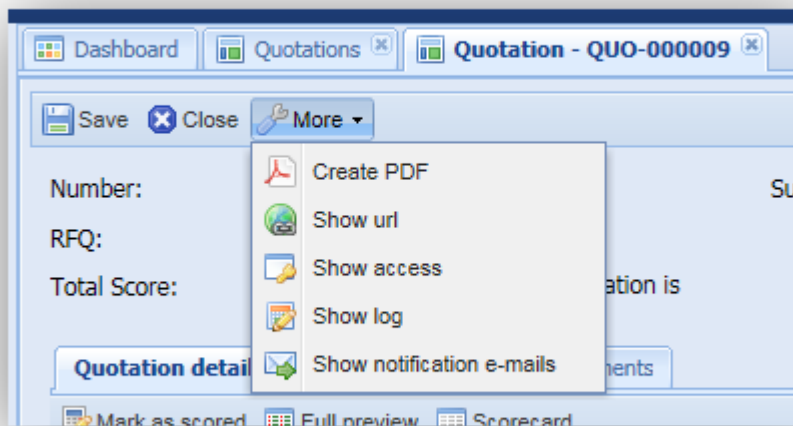 Dashboard Quotations Quotation - QUO-000009
Save Close More
Create PDF
Number:
Show url
RFQ:
Show access
Total Score: ation is
Show log
Quotation detail
Show notification e-mails
Mark as scored Full preview Scorecard